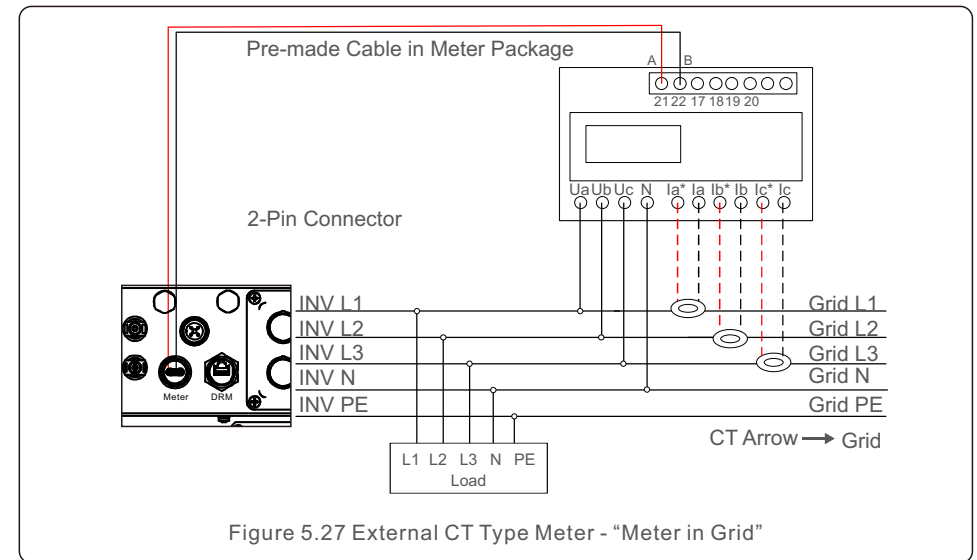 Pre-made Cable in Meter Package
A B
21 22 17 18 19 20
Ua Ub Uc N Ia* Ia Ib* Ib Ic* Ic
2-Pin Connector
INV L1 Grid L1
INV L2 Grid L2
INV L3 Grid L3
INV N Grid N
INV PE Grid PE
Meter DRM
CT Arrow → Grid
L1 L2 L3 N PE
Load
Figure 5.27 External CT Type Meter - “Meter in Grid”